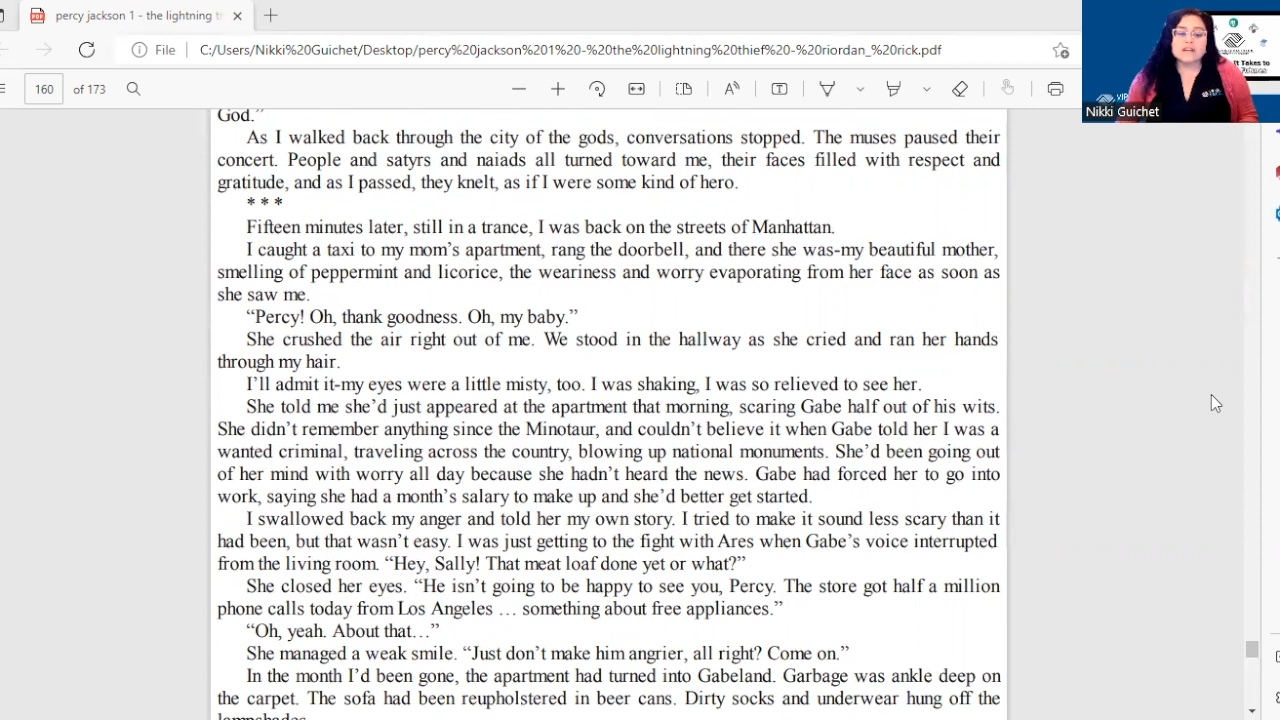 percy jackson 1 - the lightning t
File
C:/Users/Nikki%20Guichet/Desktop/percy%20jackson%201%20-%20the%20lightning%20thief%20-%20riordan_%20rick.pdf
160 of 173
It Takes to
Futures
Nikki Guichet
God.”
As I walked back through the city of the gods, conversations stopped. The muses paused their
concert. People and satyrs and naiads all turned toward me, their faces filled with respect and
gratitude, and as I passed, they knelt, as if I were some kind of hero.
* * *
Fifteen minutes later, still in a trance, I was back on the streets of Manhattan.
I caught a taxi to my mom’s apartment, rang the doorbell, and there she was-my beautiful mother,
smelling of peppermint and licorice, the weariness and worry evaporating from her face as soon as
she saw me.
“Percy! Oh, thank goodness. Oh, my baby.”
She crushed the air right out of me. We stood in the hallway as she cried and ran her hands
through my hair.
I’ll admit it-my eyes were a little misty, too. I was shaking, I was so relieved to see her.
She told me she’d just appeared at the apartment that morning, scaring Gabe half out of his wits.
She didn’t remember anything since the Minotaur, and couldn’t believe it when Gabe told her I was a
wanted criminal, traveling across the country, blowing up national monuments. She’d been going out
of her mind with worry all day because she hadn’t heard the news. Gabe had forced her to go into
work, saying she had a month’s salary to make up and she’d better get started.
I swallowed back my anger and told her my own story. I tried to make it sound less scary than it
had been, but that wasn’t easy. I was just getting to the fight with Ares when Gabe’s voice interrupted
from the living room. “Hey, Sally! That meat loaf done yet or what?”
She closed her eyes. “He isn’t going to be happy to see you, Percy. The store got half a million
phone calls today from Los Angeles … something about free appliances.”
“Oh, yeah. About that…”
She managed a weak smile. “Just don’t make him angrier, all right? Come on.”
In the month I’d been gone, the apartment had turned into Gabeland. Garbage was ankle deep on
the carpet. The sofa had been reupholstered in beer cans. Dirty socks and underwear hung off the
lampshades.